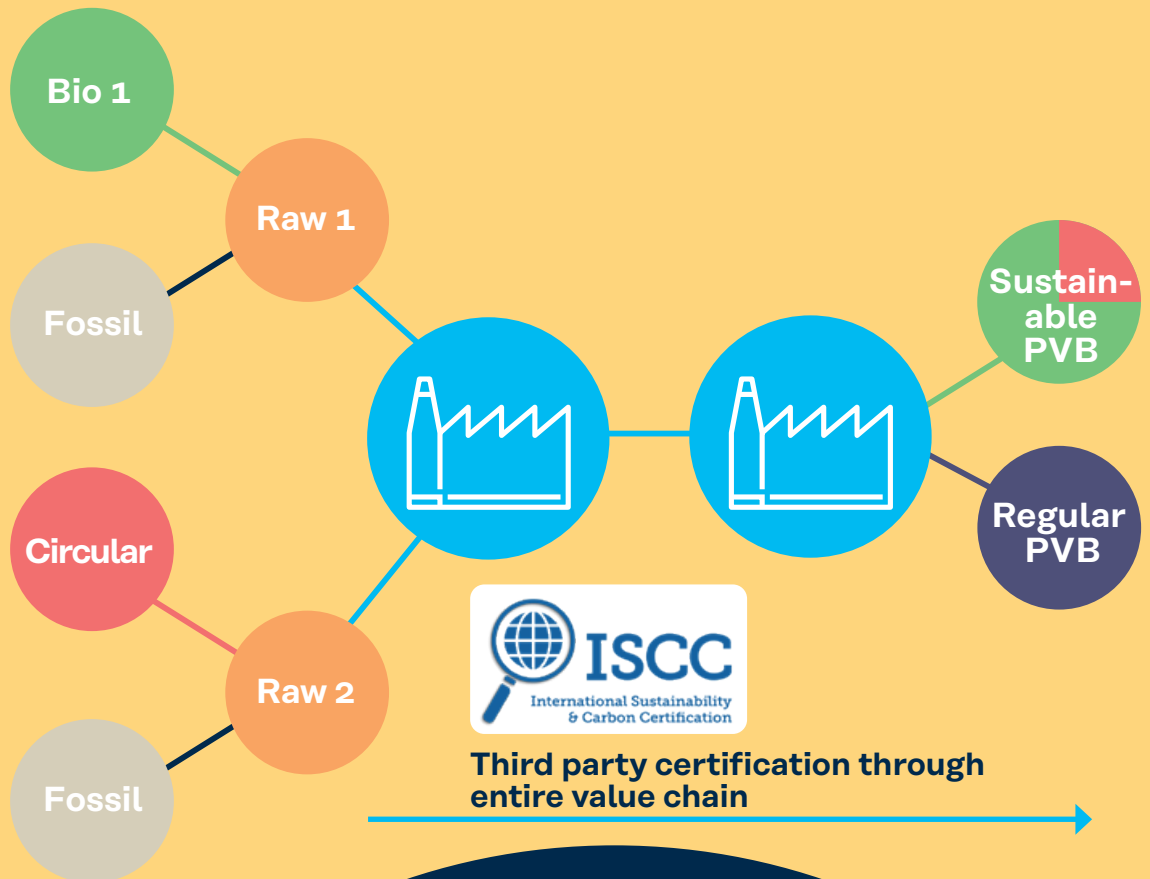 Bio 1
Raw 1
Fossil
Sustain-
able
PVB
Regular
PVB
Circular
Raw 2
Fossil
ISCC
International Sustainability
& Carbon Certification
Third party certification through
entire value chain